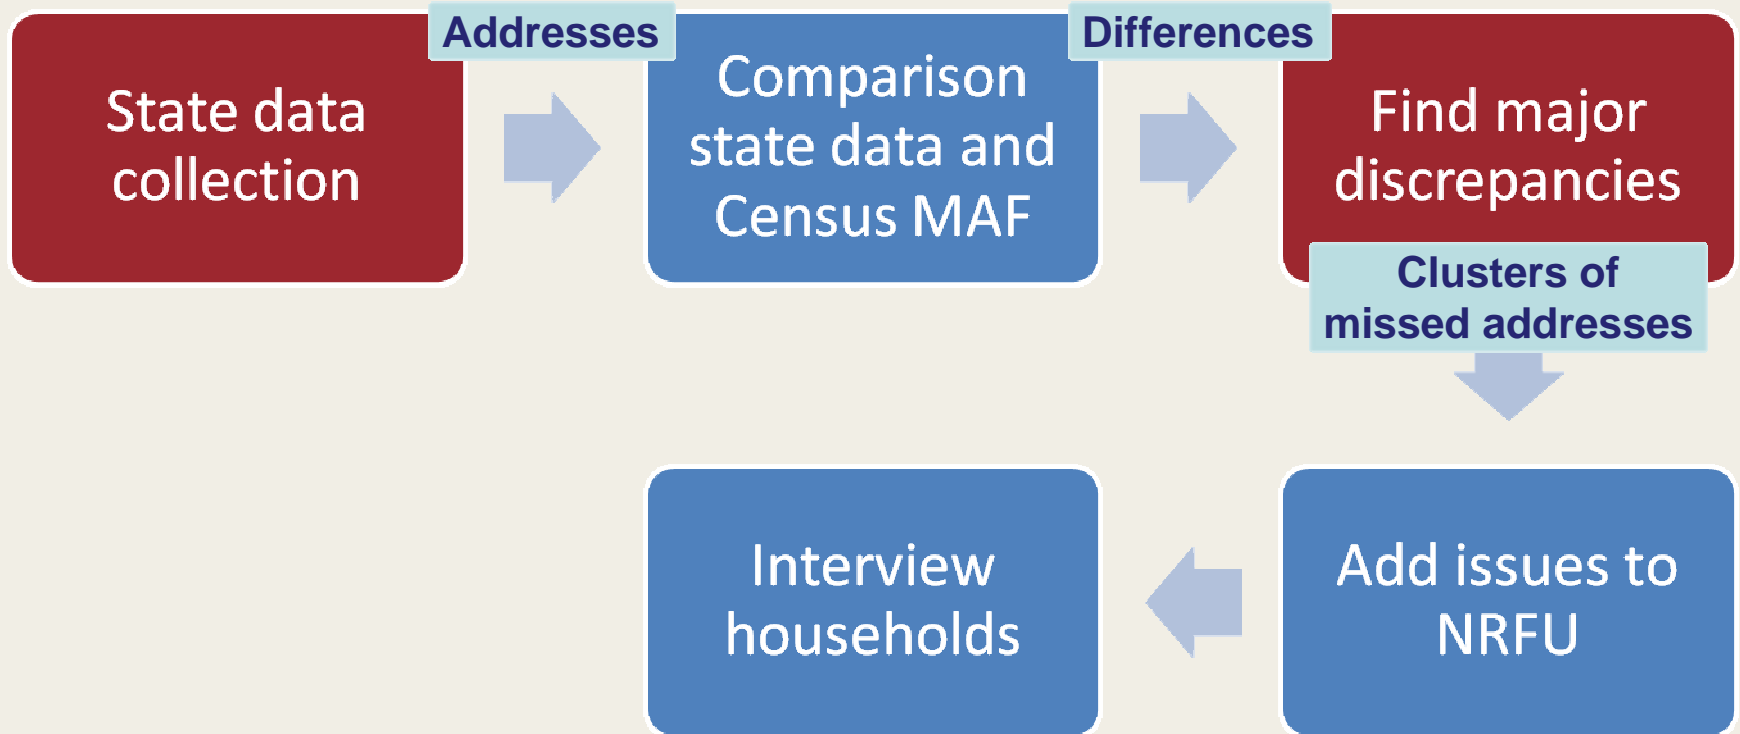 State data
collection
Addresses
Comparison
state data and
Census MAF
Differences
Find major
discrepancies
Clusters of
missed addresses
Add issues to
NRFU
Interview
households